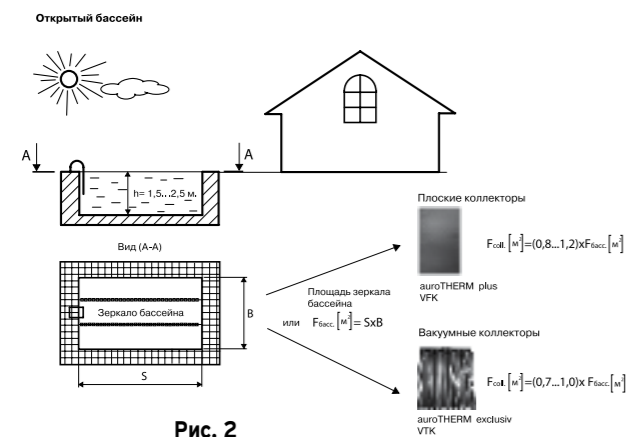 Открытый бассейн
A
A
h= 1,5...2,5 м.
Вид (А-А)
Зеркало бассейна
B
S
Площадь зеркала
бассейна
или Fбасс. [м²]= SxB
Плоские коллекторы
Fcoll. [м²]=(0,8...1,2)xFбасс. [м²]
auroTHERM plus
VFK
Вакуумные коллекторы
Fcoll. [м²]=(0,7...1,0)x Fбасс. [м²]
auroTHERM exclusiv
VTK
Рис. 2